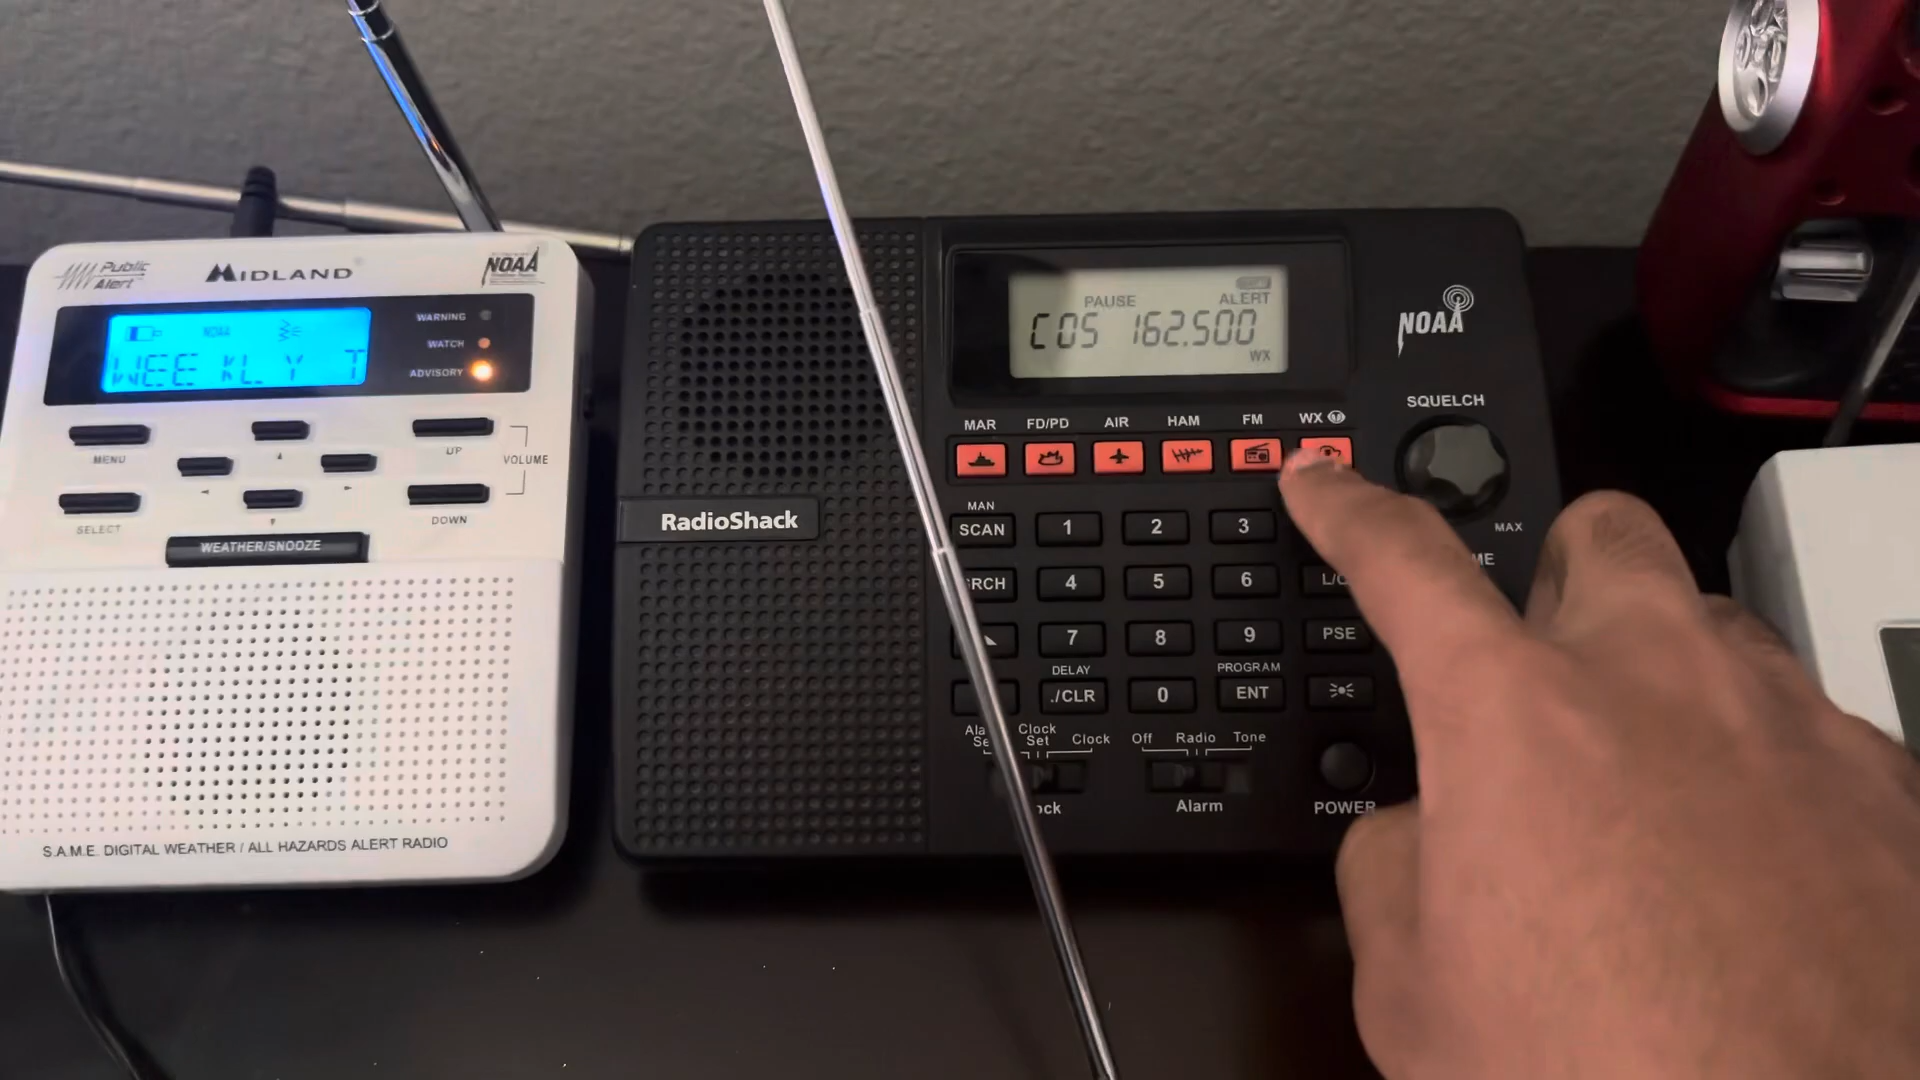 Public
Alert
MIDLAND
NOAA
NOAA
WEEKLY T
WARNING
WATCH
ADVISORY
MENU
UP
VOLUME
SELECT
DOWN
WEATHER/SNOOZE
S.A.M.E. DIGITAL WEATHER / ALL HAZARDS ALERT RADIO
RadioShack
PAUSE ALERT
C05 162.500
WX
NOAA
SQUELCH
MAX
MAR FD/PD AIR HAM FM WX
MAN
SCAN 1 2 3
4 5 6
7 8 9 PSE
DELAY PROGRAM
./CLR 0 ENT
Clock
Set Clock
Off Radio Tone
Alarm
POWER